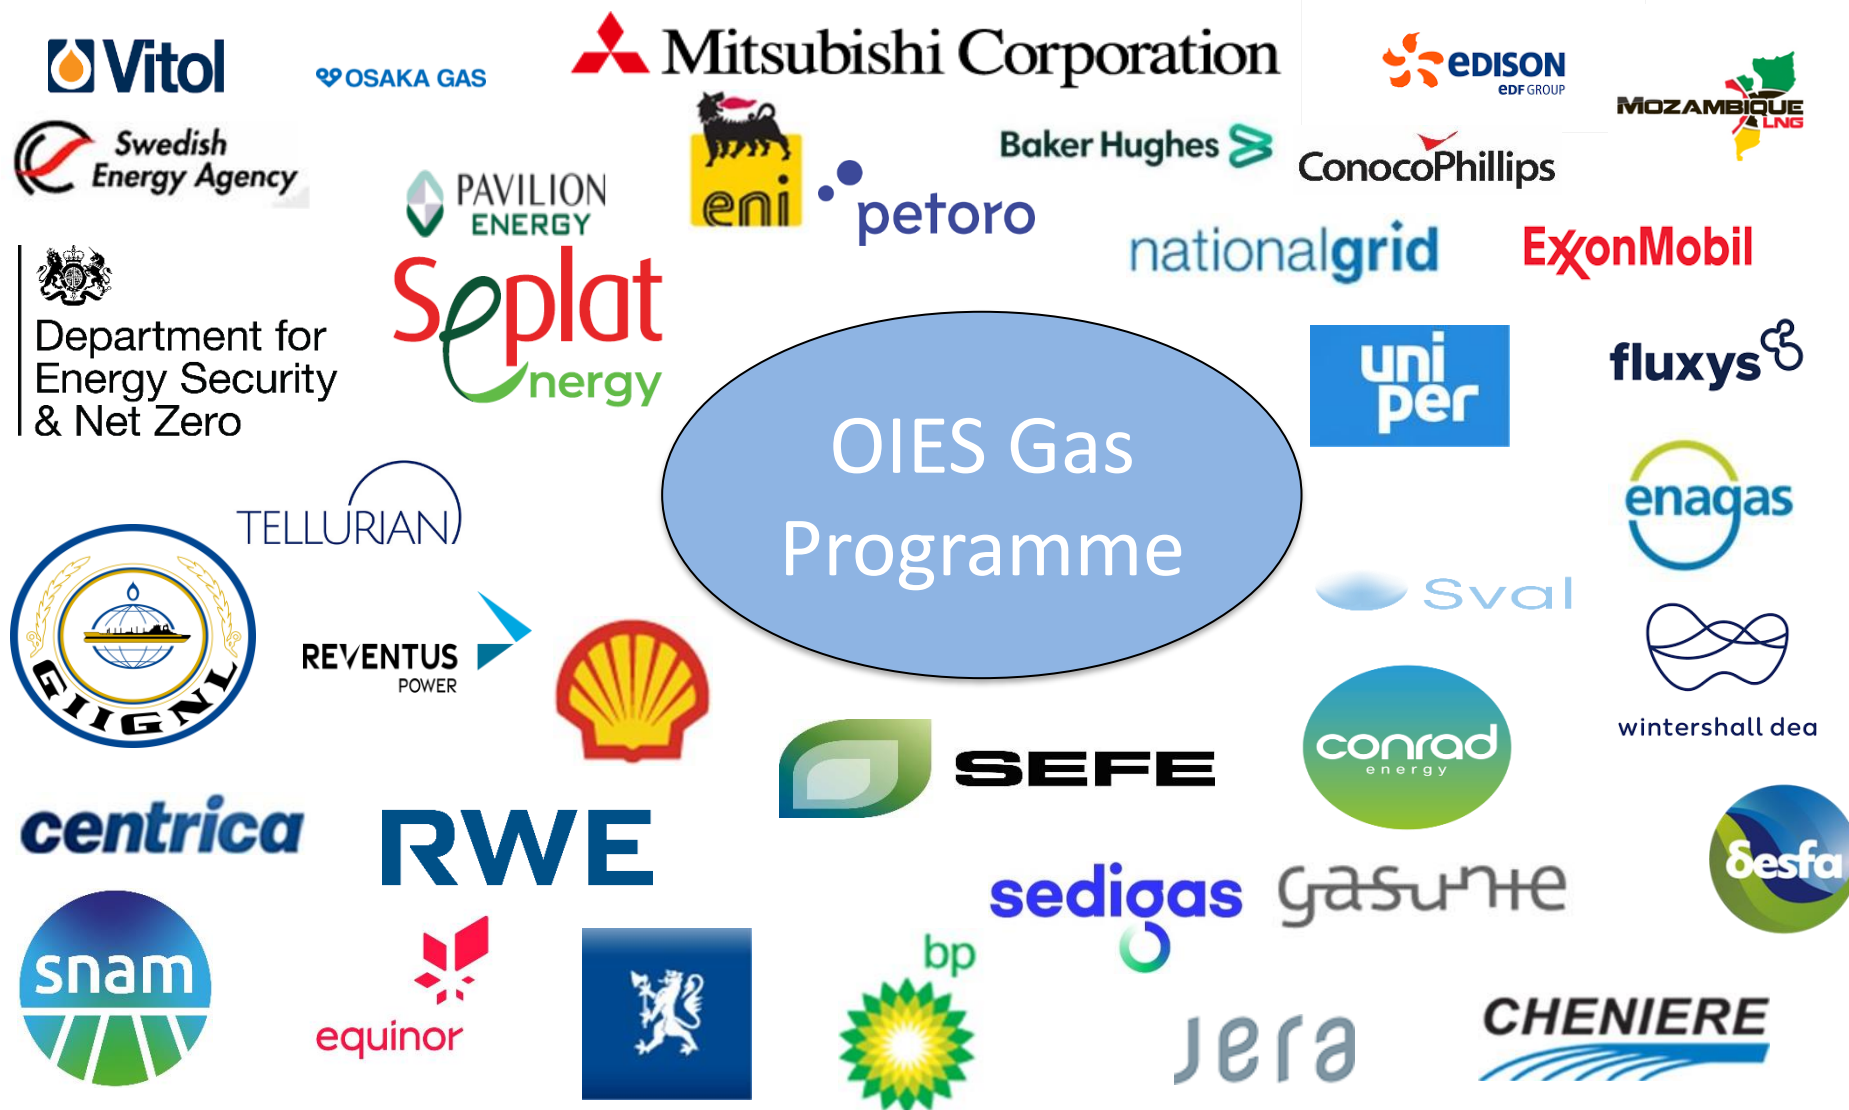 Vitol
OSAKA GAS
Mitsubishi Corporation
eDISON
eDF GROUP
MOZAMBIQUE
LNG
Swedish
Energy Agency
PAVILION
ENERGY
eni
petoro
Baker Hughes
ConocoPhillips
nationalgrid
ExxonMobil
Department for
Energy Security
& Net Zero
Seplat
energy
uni
per
fluxys
OIES Gas
Programme
enagas
TELLURIAN
GIIGNL
REVENTUS
POWER
Sval
wintershall dea
conrad
energy
SEFE
centrica
RWE
δesfa
sedigas
gasunie
snam
equinor
bp
Jera
CHENIERE